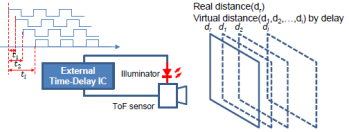 Real distance(dr)
Virtual distance(d1,d2,…,di) by delay
dr d1 d2 di
t1
t2
ti
External
Time-Delay IC
Illuminator
ToF sensor